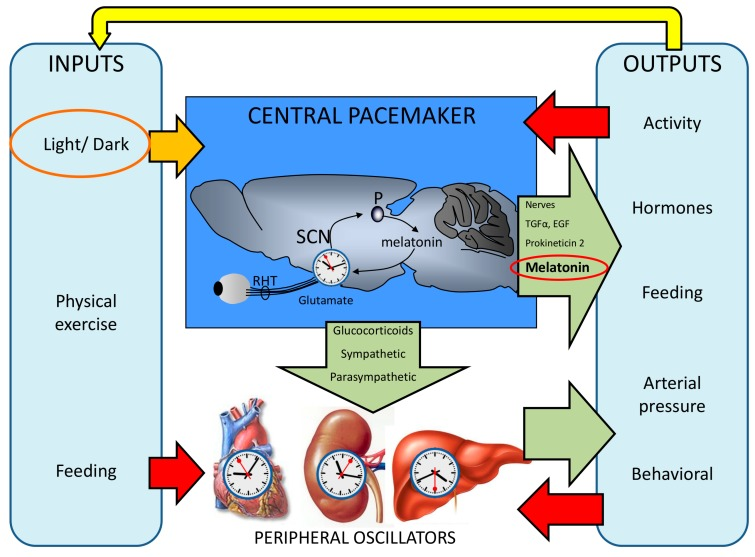 INPUTS
Light/ Dark
Physical
exercise
Feeding
CENTRAL PACEMAKER
P
SCN
melatonin
RHT
Glutamate
Nerves
TGFα, EGF
Prokineticin 2
Melatonin
Glucocorticoids
Sympathetic
Parasympathetic
PERIPHERAL OSCILLATORS
OUTPUTS
Activity
Hormones
Feeding
Arterial
pressure
Behavioral